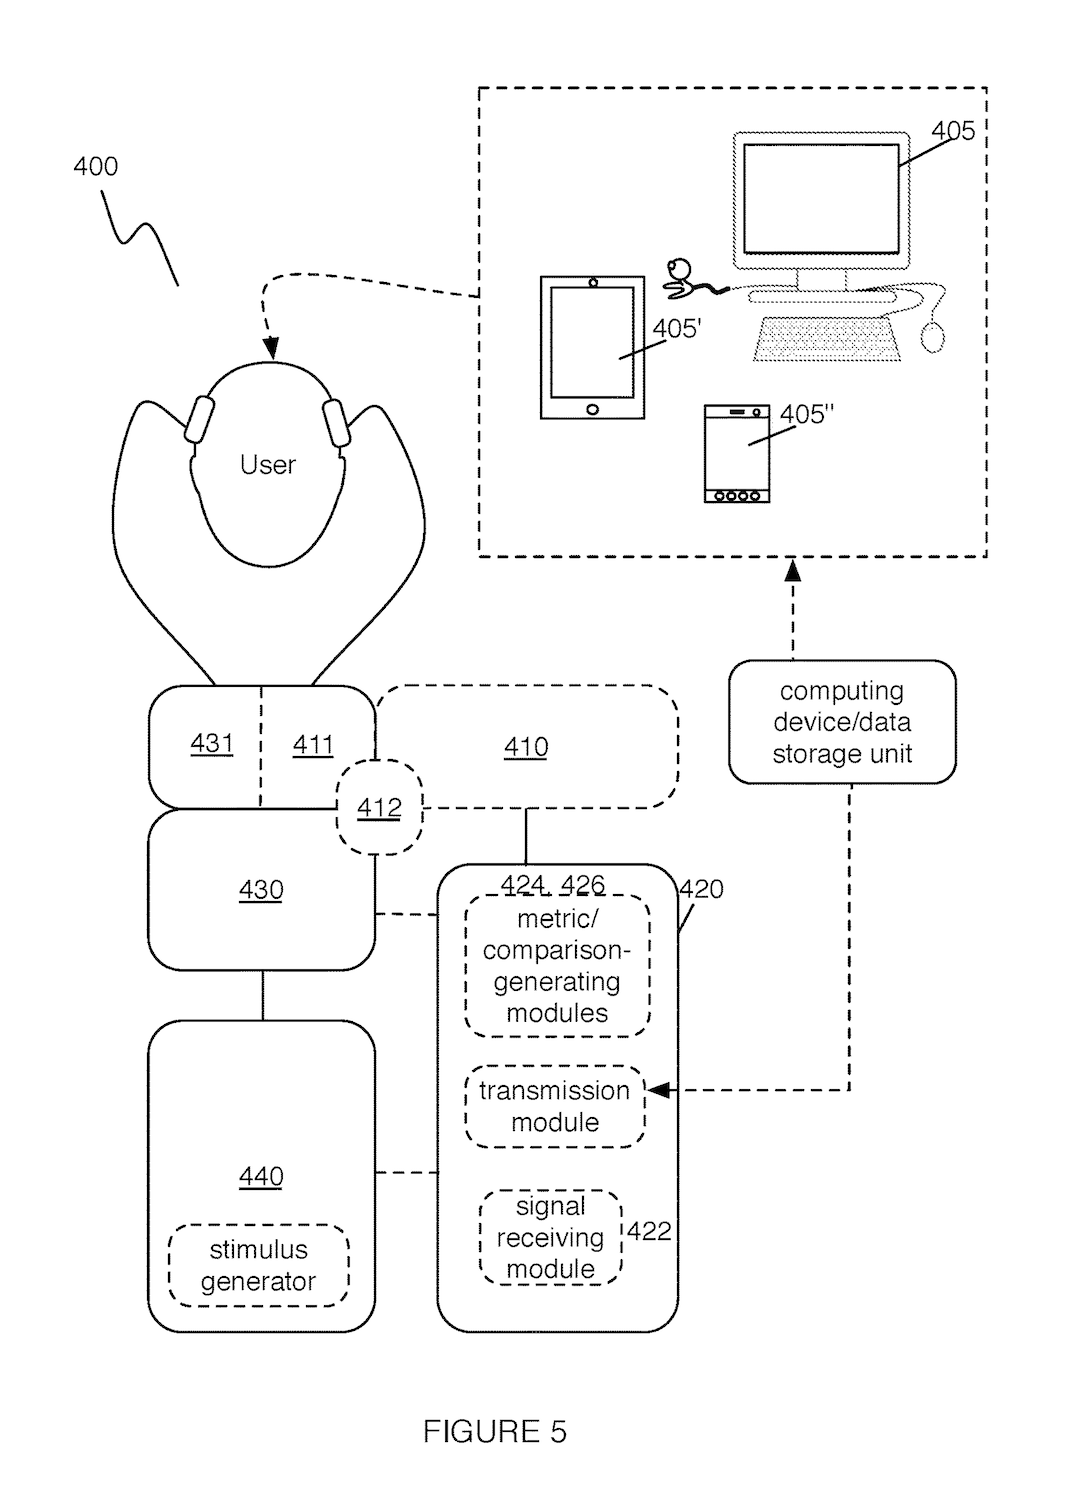 405
400
405'
405"
User
computing
device/data
storage unit
431
411
410
412
430
424, 426
420
metric/
comparison-
generating
modules
transmission
module
440
signal
receiving
module
422
stimulus
generator
FIGURE 5